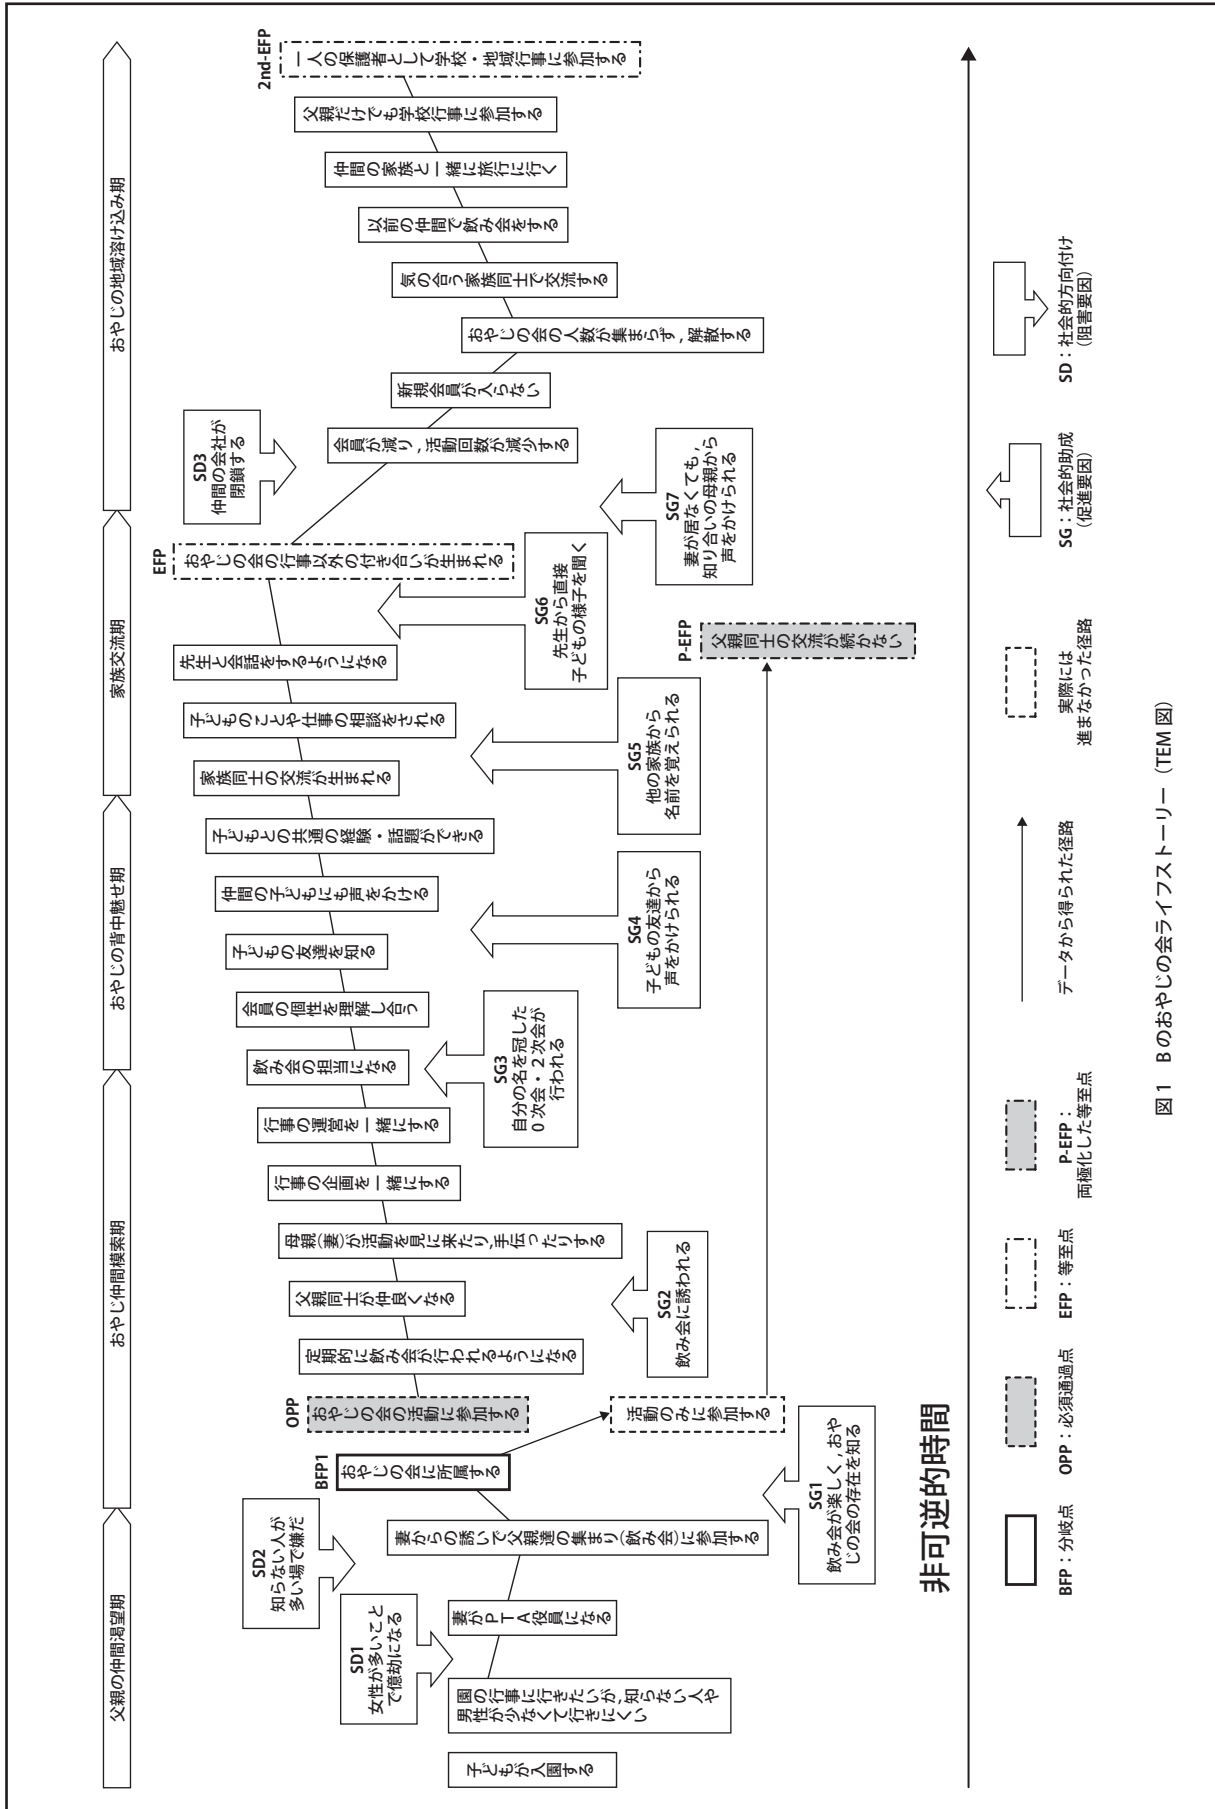 父親の仲間渇望期
おやじ仲間模索期
おやじの背中魅せ期
家族交流期
おやじの地域溶け込み期
子どもが入園する
園の行事に行きたいが，知らない人や
男性が少なくて行きにくい
SD1
女性が多いこと
で億劫になる
妻がＰＴＡ役員になる
SD2
知らない人が
多い場で嫌だ
妻からの誘いで父親達の集まり(飲み会)に参加する
SG1
飲み会が楽しく，おや
じの会の存在を知る
BFP1
おやじの会に所属する
OPP
おやじの会の活動に参加する
活動のみに参加する
定期的に飲み会が行われるようになる
SG2
飲み会に誘われる
父親同士が仲良くなる
母親(妻)が活動を見に来たり,手伝ったりする
行事の企画を一緒にする
行事の運営を一緒にする
飲み会の担当になる
SG3
自分の名を冠した
０次会・２次会が
行われる
会員の個性を理解し合う
子どもの友達を知る
SG4
子どもの友達から
声をかけられる
仲間の子どもにも声をかける
子どもとの共通の経験・話題ができる
家族同士の交流が生まれる
SG5
他の家族から
名前を覚えられる
子どものことや仕事の相談をされる
先生と会話をするようになる
P-EFP
父親同士の交流が続かない
SG6
先生から直接
子どもの様子を聞く
EFP
おやじの会の行事以外の付き合いが生まれる
SG7
妻が居なくても，
知り合いの母親から
声をかけられる
SD3
仲間の会社が
閉鎖する
会員が減り，活動回数が減少する
新規会員が入らない
おやじの会の人数が集まらず，解散する
気の合う家族同士で交流する
以前の仲間で飲み会をする
仲間の家族と一緒に旅行に行く
父親だけでも学校行事に参加する
2nd-EFP
一人の保護者として学校・地域行事に参加する
非可逆的時間
BFP：分岐点
OPP：必須通過点
EFP：等至点
P-EFP：
両極化した等至点
データから得られた径路
実際には
進まなかった径路
SG：社会的助成
（促進要因）
SD：社会的方向付け
（阻害要因）
図 1　B のおやじの会ライフストーリー（TEM 図）